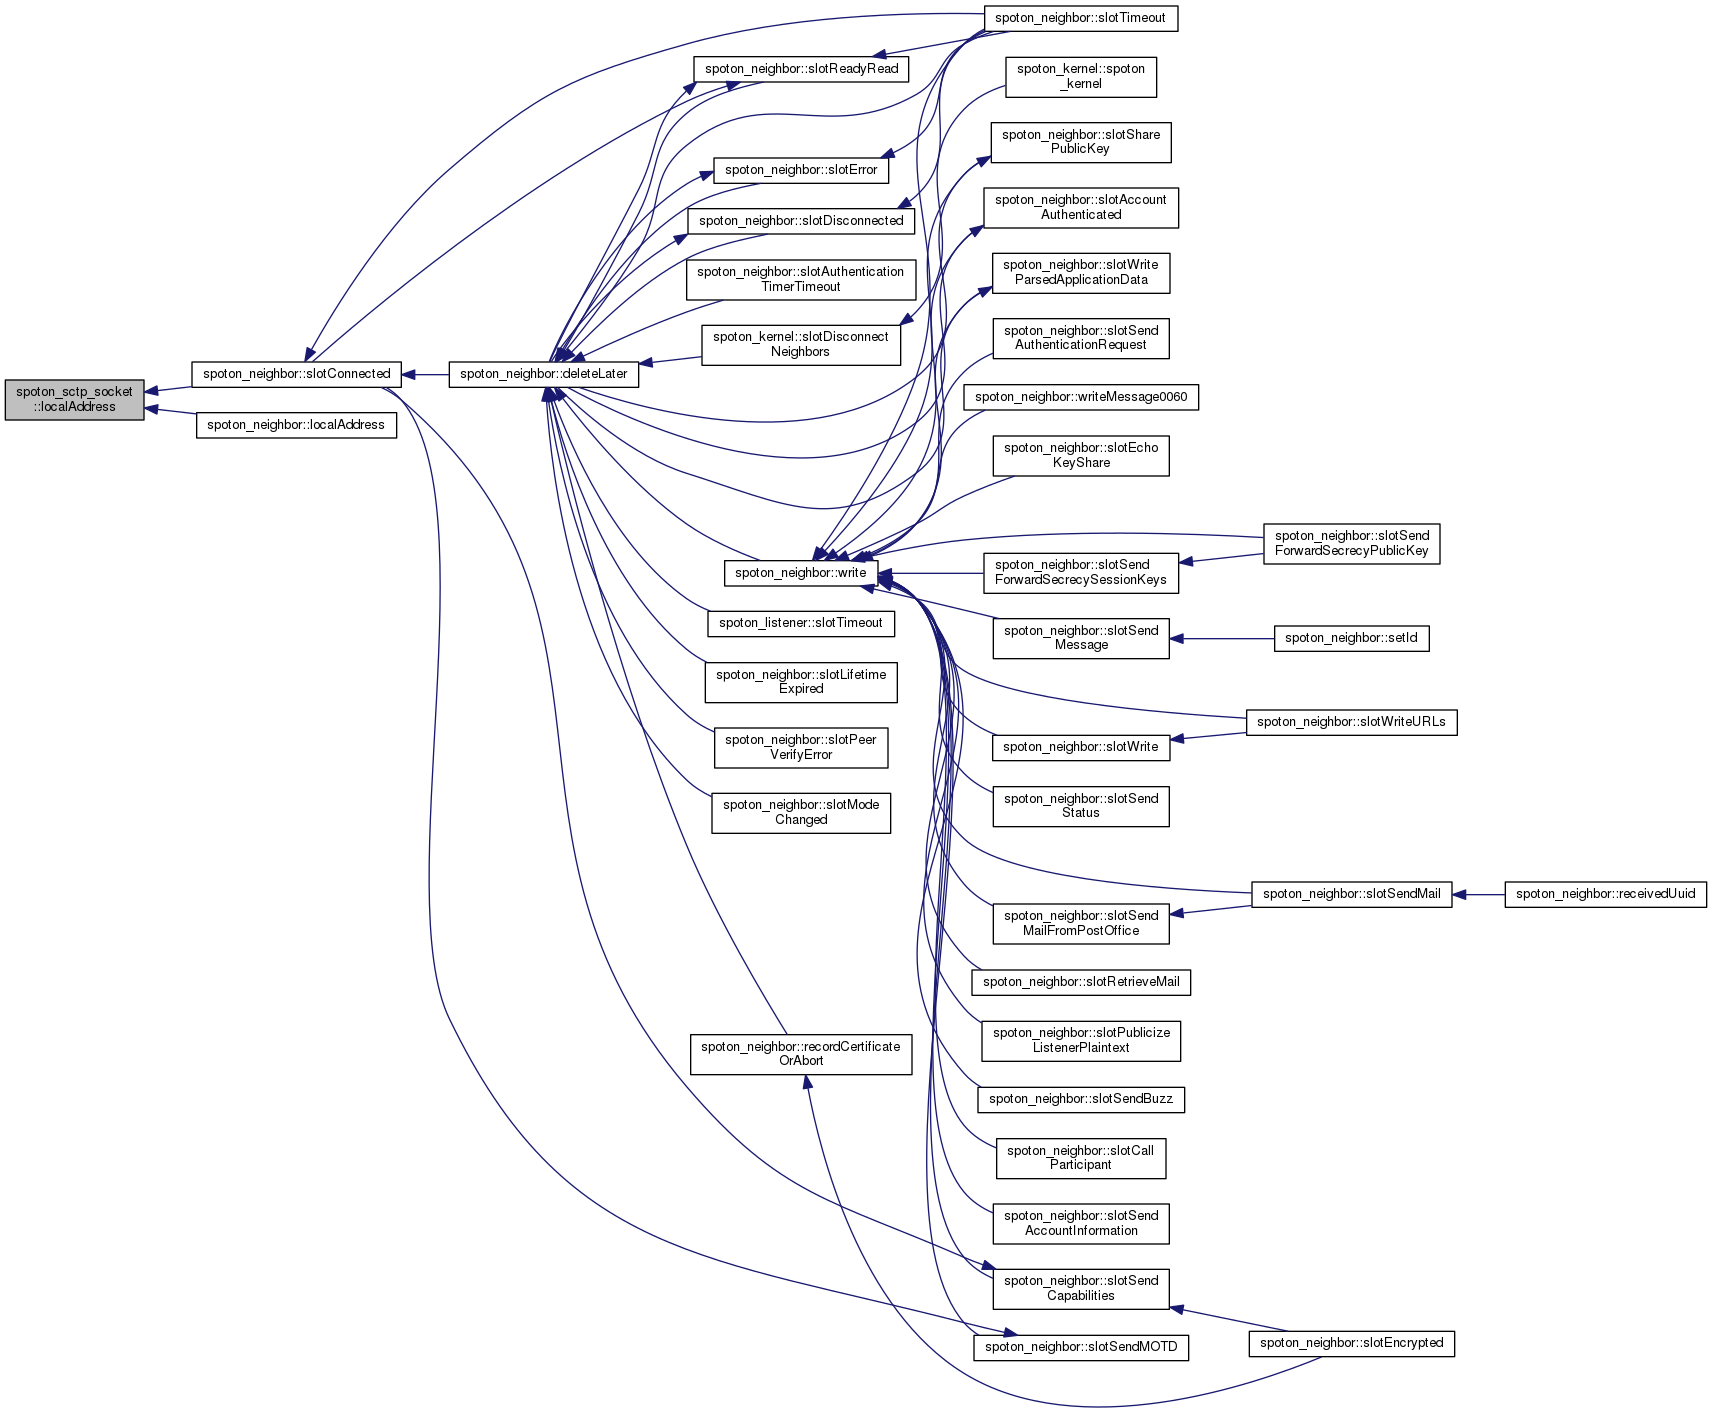 spoton_sctp_socket
::localAddress
spoton_neighbor::slotConnected
spoton_neighbor::localAddress
spoton_neighbor::deleteLater
spoton_neighbor::slotReadyRead
spoton_neighbor::slotError
spoton_neighbor::slotDisconnected
spoton_neighbor::slotAuthentication
TimerTimeout
spoton_kernel::slotDisconnect
Neighbors
spoton_neighbor::write
spoton_listener::slotTimeout
spoton_neighbor::slotLifetime
Expired
spoton_neighbor::slotPeer
VerifyError
spoton_neighbor::slotMode
Changed
spoton_neighbor::recordCertificate
OrAbort
spoton_neighbor::slotTimeout
spoton_kernel::spoton
_kernel
spoton_neighbor::slotShare
PublicKey
spoton_neighbor::slotAccount
Authenticated
spoton_neighbor::slotWrite
ParsedApplicationData
spoton_neighbor::slotSend
AuthenticationRequest
spoton_neighbor::writeMessage0060
spoton_neighbor::slotEcho
KeyShare
spoton_neighbor::slotSend
ForwardSecrecySessionKeys
spoton_neighbor::slotSend
Message
spoton_neighbor::slotWrite
spoton_neighbor::slotSend
Status
spoton_neighbor::slotSend
MailFromPostOffice
spoton_neighbor::slotRetrieveMail
spoton_neighbor::slotPublicize
ListenerPlaintext
spoton_neighbor::slotSendBuzz
spoton_neighbor::slotCall
Participant
spoton_neighbor::slotSend
AccountInformation
spoton_neighbor::slotSend
Capabilities
spoton_neighbor::slotSendMOTD
spoton_neighbor::slotSend
ForwardSecrecyPublicKey
spoton_neighbor::setId
spoton_neighbor::slotWriteURLs
spoton_neighbor::slotSendMail
spoton_neighbor::slotEncrypted
spoton_neighbor::receivedUuid